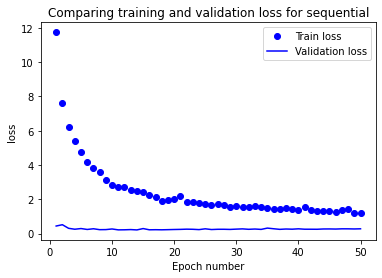 Comparing training and validation loss for sequential
Train loss
Validation loss
12
10
8
6
4
2
0
loss
0 10 20 30 40 50
Epoch number